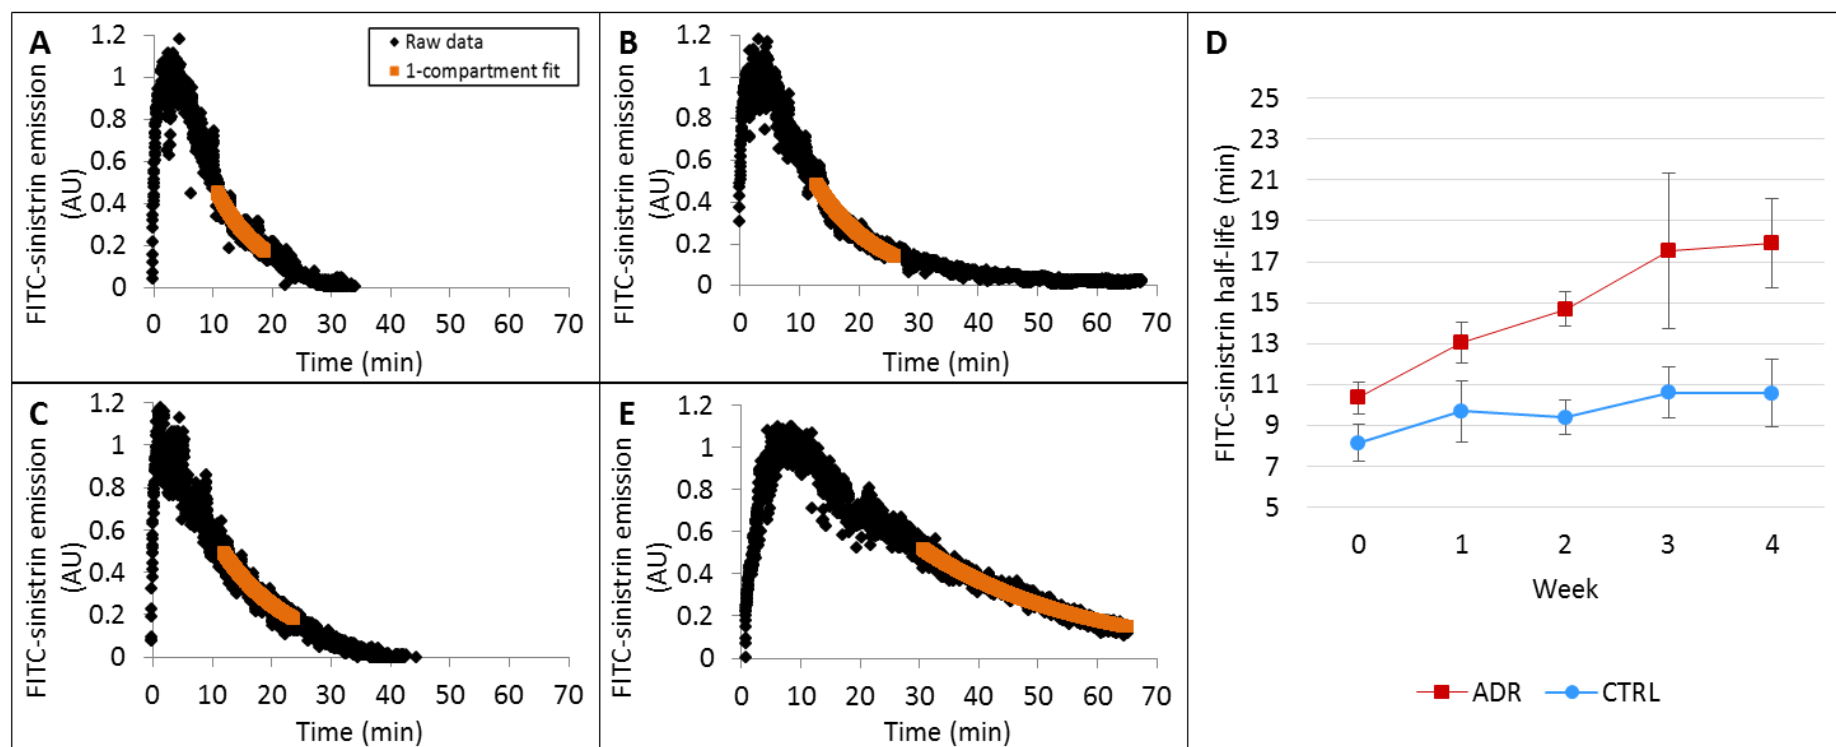 A
FITC-sinistrin emission
(AU)
1.2
1
0.8
0.6
0.4
0.2
0
0 10 20 30 40 50 60 70
Time (min)
Raw data
1-compartment fit
B
FITC-sinistrin emission
(AU)
1.2
1
0.8
0.6
0.4
0.2
0
0 10 20 30 40 50 60 70
Time (min)
C
FITC-sinistrin emission
(AU)
1.2
1
0.8
0.6
0.4
0.2
0
0 10 20 30 40 50 60 70
Time (min)
E
FITC-sinistrin emission
(AU)
1.2
1
0.8
0.6
0.4
0.2
0
0 10 20 30 40 50 60 70
Time (min)
D
FITC-sinistrin half-life (min)
25
23
21
19
17
15
13
11
9
7
5
0 1 2 3 4
Week
ADR CTRL